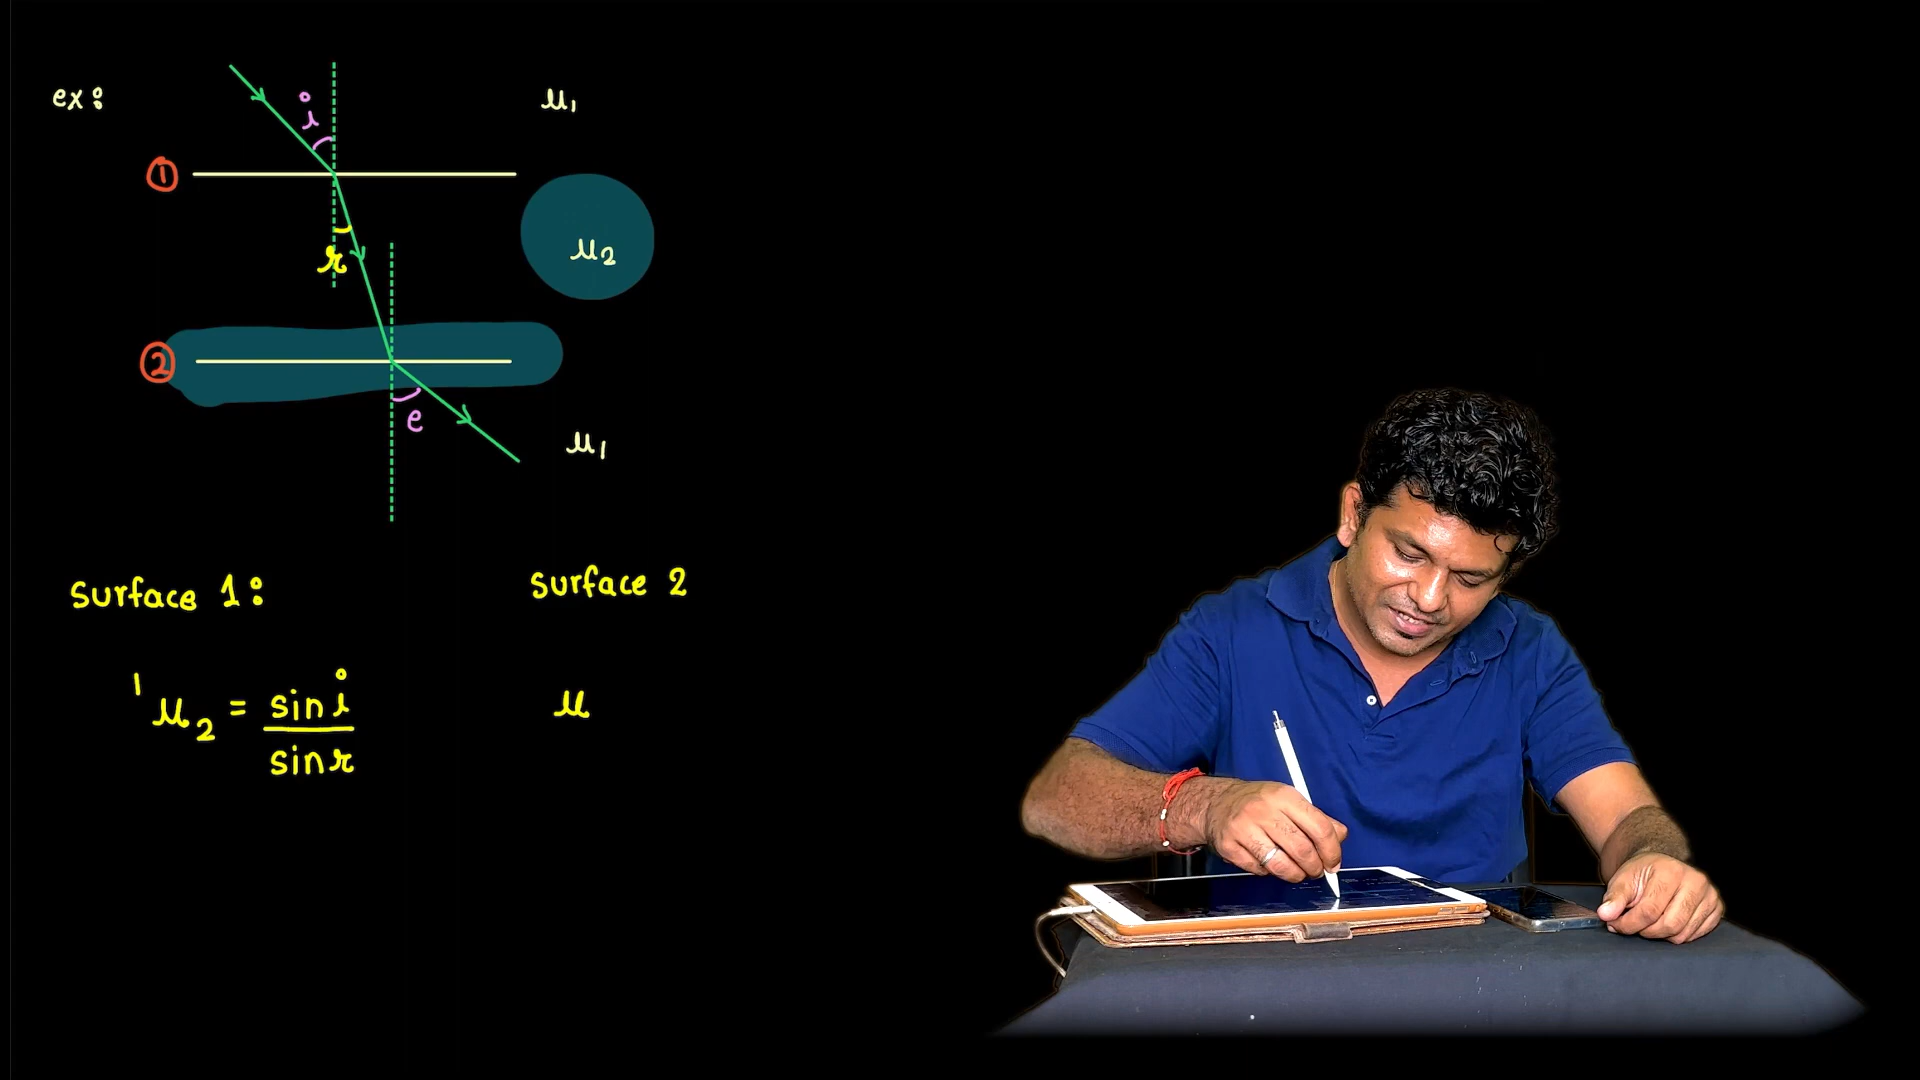 ex:
i
μ₁
①
r
μ₂
②
e
μ₁
Surface 1:
Surface 2
¹μ₂ = sin i / sin r
μ